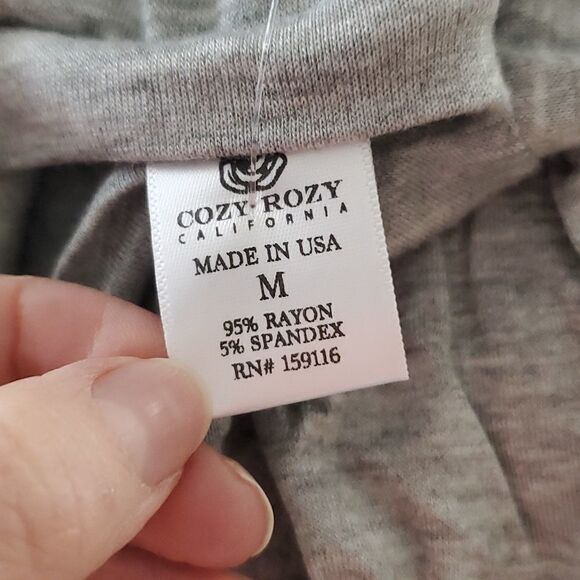 COZY ROZY
CALIFORNIA
MADE IN USA
M
95% RAYON
5% SPANDEX
RN# 159116